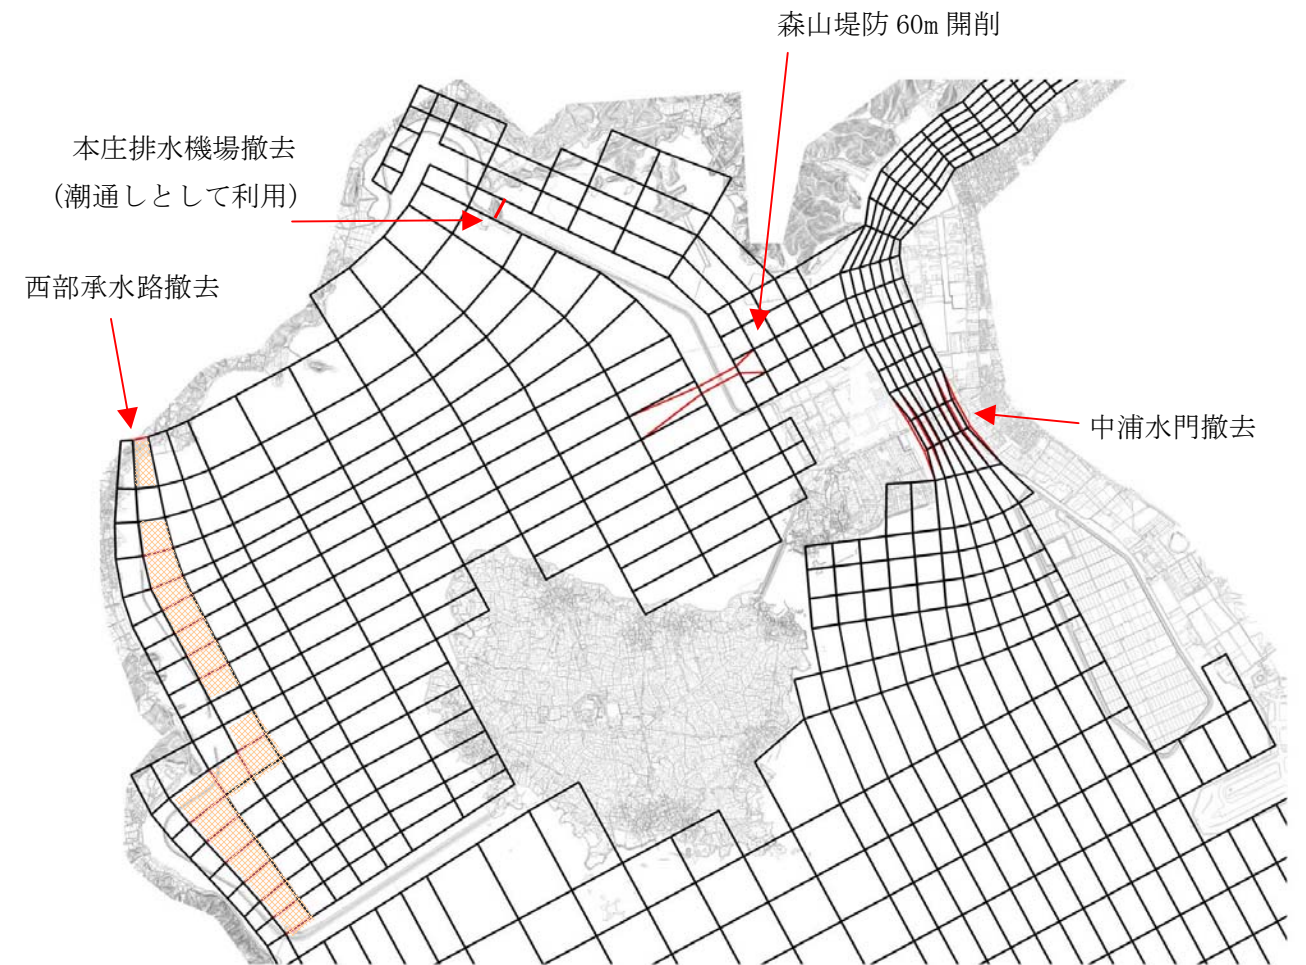 森山堤防 60m 開削
本庄排水機場撤去
(潮通しとして利用)
西部承水路撤去
中浦水門撤去